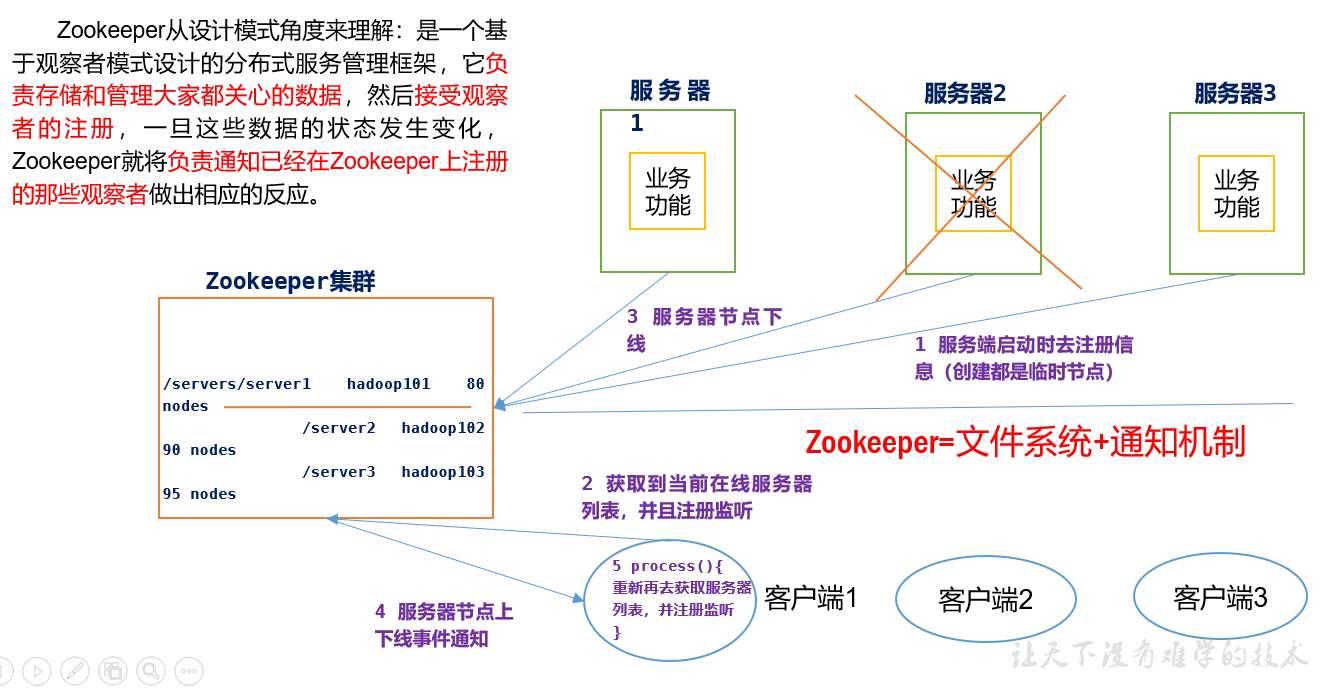 Zookeeper从设计模式角度来理解：是一个基
于观察者模式设计的分布式服务管理框架，它负
责存储和管理大家都关心的数据，然后接受观察
者的注册，一旦这些数据的状态发生变化，
Zookeeper就将负责通知已经在Zookeeper上注册
的那些观察者做出相应的反应。
服务器
1
业务
功能
服务器2
业务
功能
服务器3
业务
功能
Zookeeper集群
/servers/server1 hadoop101 80
nodes
/server2 hadoop102
90 nodes
/server3 hadoop103
95 nodes
3 服务器节点下
线
1 服务端启动时去注册信
息（创建都是临时节点）
Zookeeper=文件系统+通知机制
2 获取到当前在线服务器
列表，并且注册监听
5 process(){
重新再去获取服务器
列表，并注册监听
}
客户端1
客户端2
客户端3
4 服务器节点上
下线事件通知
让天下没有难学的技术